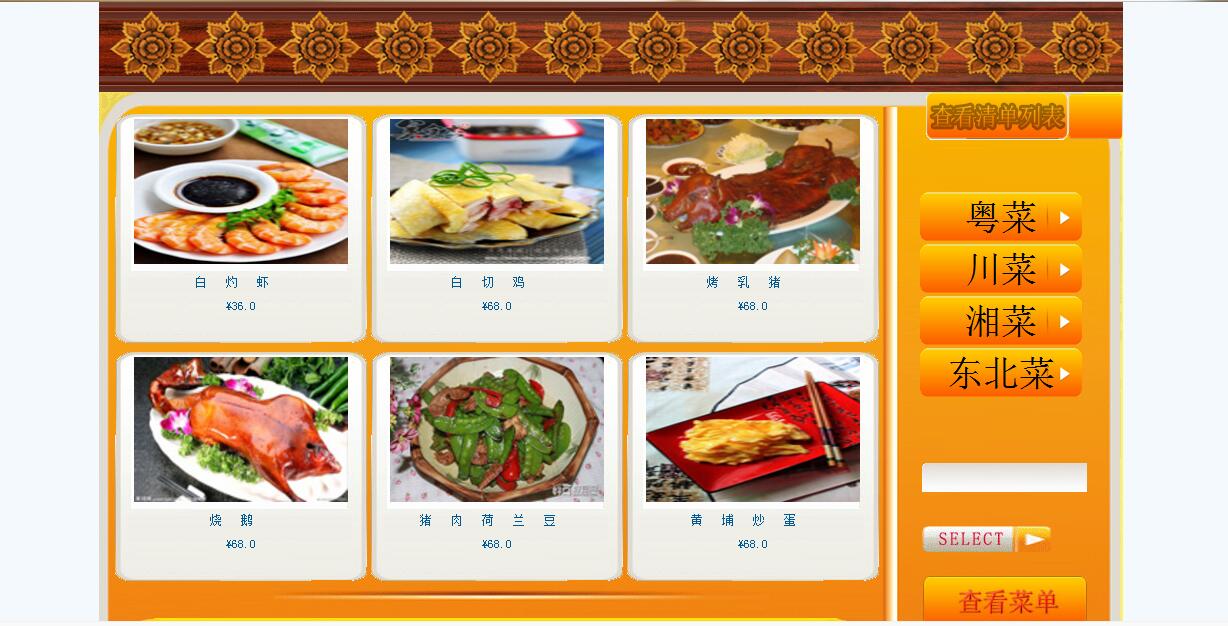 查看清单列表
白 灼 虾
¥36.0
白 切 鸡
¥68.0
烤 乳 猪
¥68.0
烧 鹅
¥68.0
猪 肉 荷 兰 豆
¥68.0
黄 埔 炒 蛋
¥68.0
粤菜
川菜
湘菜
东北菜
SELECT
查看菜单